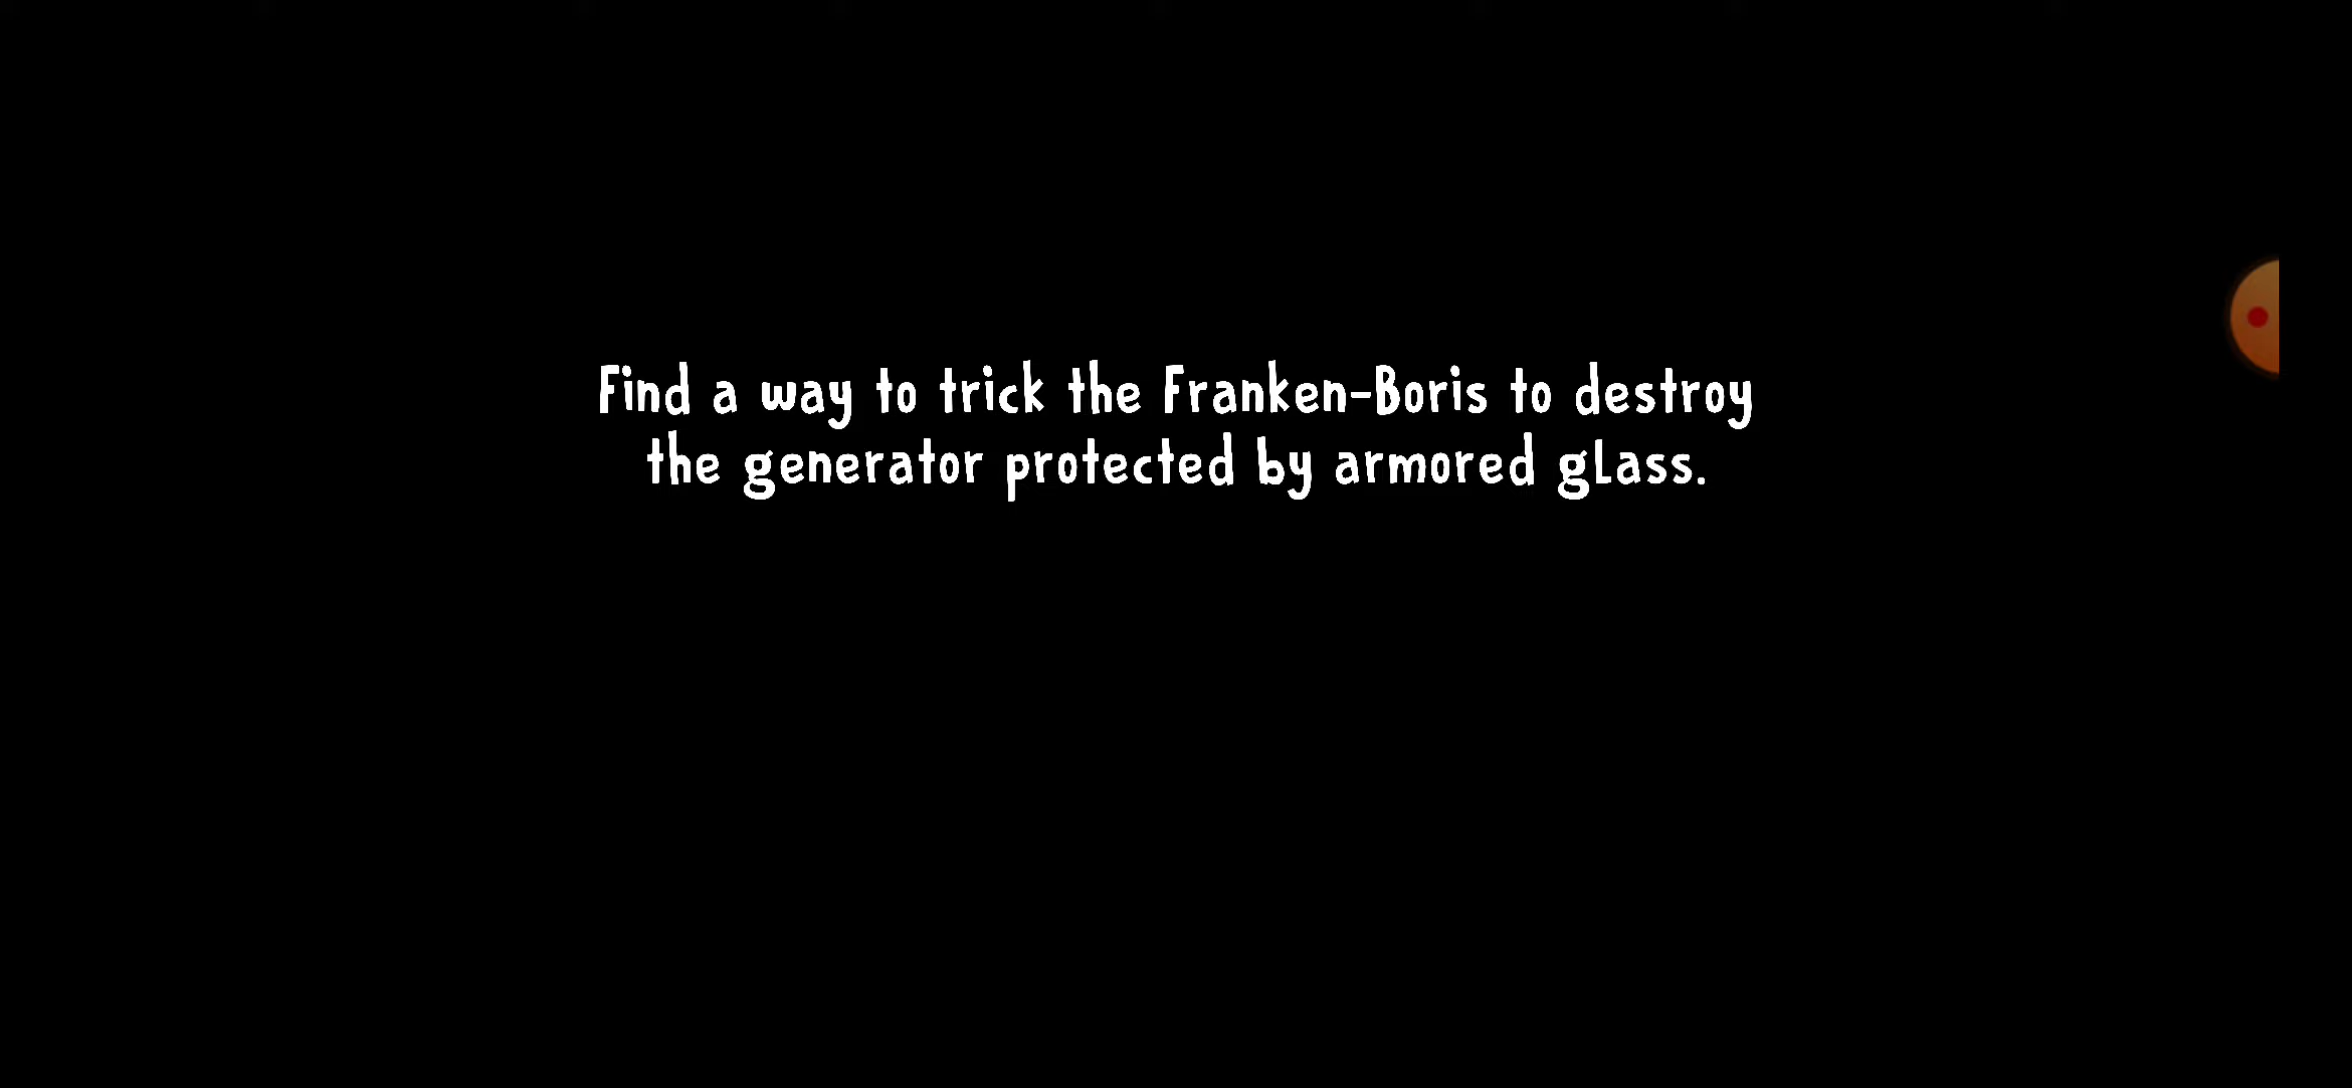 Find a way to trick the Franken-Boris to destroy
the generator protected by armored glass.